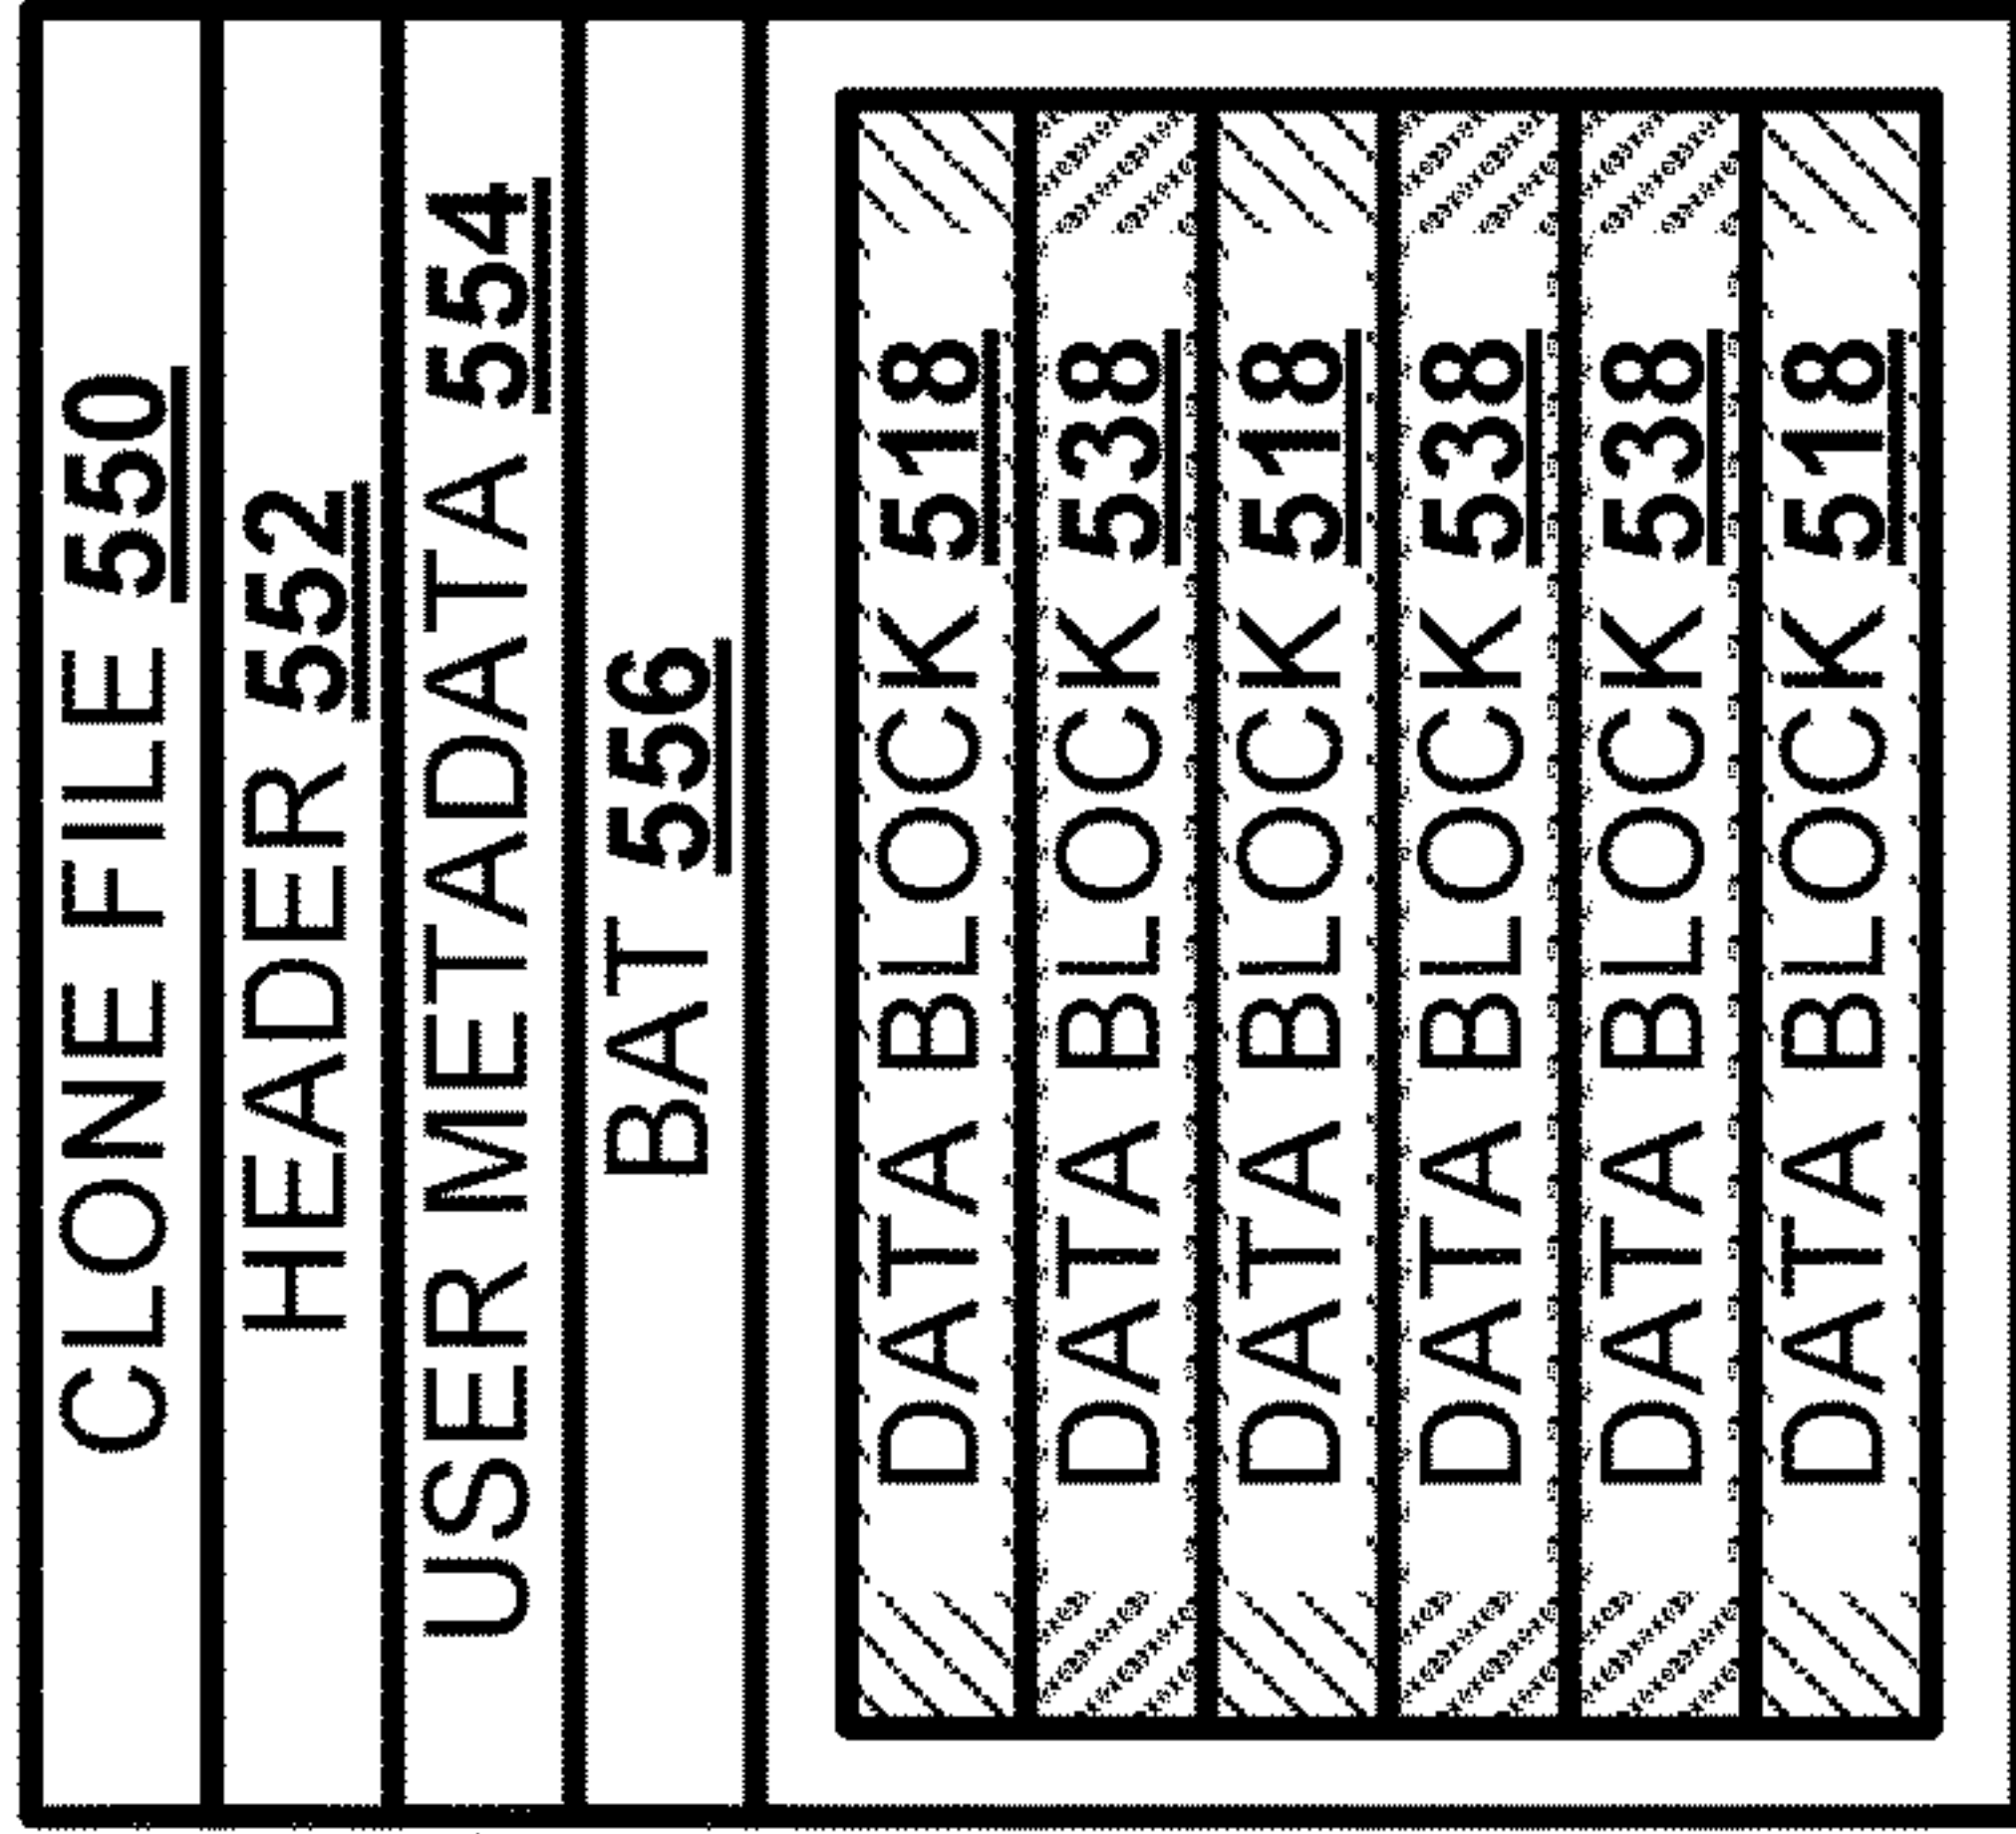 CLONE FILE 550
HEADER 552
USER METADATA 554
BAT 556
DATA BLOCK 518
DATA BLOCK 538
DATA BLOCK 518
DATA BLOCK 538
DATA BLOCK 538
DATA BLOCK 518